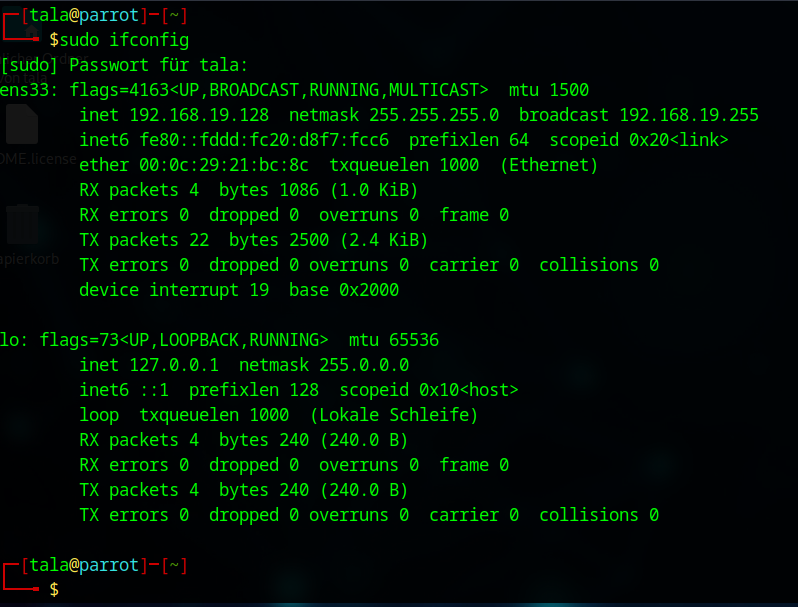 ┌─[tala@parrot]─[~]
└──╼ $sudo ifconfig
[sudo] Passwort für tala:
ens33: flags=4163<UP,BROADCAST,RUNNING,MULTICAST>  mtu 1500
        inet 192.168.19.128  netmask 255.255.255.0  broadcast 192.168.19.255
        inet6 fe80::fddd:fc20:d8f7:fcc6  prefixlen 64  scopeid 0x20<link>
        ether 00:0c:29:21:bc:8c  txqueuelen 1000  (Ethernet)
        RX packets 4  bytes 1086 (1.0 KiB)
        RX errors 0  dropped 0  overruns 0  frame 0
        TX packets 22  bytes 2500 (2.4 KiB)
        TX errors 0  dropped 0 overruns 0  carrier 0  collisions 0
        device interrupt 19  base 0x2000

lo: flags=73<UP,LOOPBACK,RUNNING>  mtu 65536
        inet 127.0.0.1  netmask 255.0.0.0
        inet6 ::1  prefixlen 128  scopeid 0x10<host>
        loop  txqueuelen 1000  (Lokale Schleife)
        RX packets 4  bytes 240 (240.0 B)
        RX errors 0  dropped 0  overruns 0  frame 0
        TX packets 4  bytes 240 (240.0 B)
        TX errors 0  dropped 0 overruns 0  carrier 0  collisions 0

┌─[tala@parrot]─[~]
└──╼ $
OME.license
apierkorb